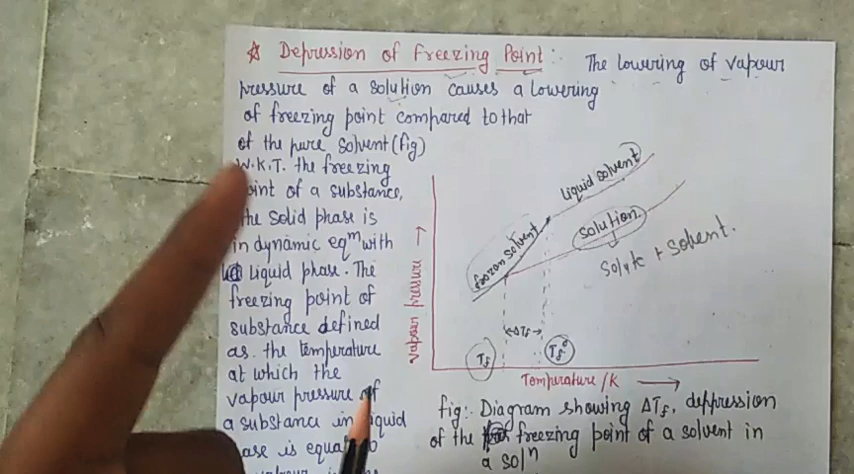 ☆ Depression of Freezing Point:- The lowering of vapour
pressure of a solution causes a lowering
of freezing point compared to that
of the pure solvent (fig)
W.K.T. the freezing
point of a substance,
the solid phase is
in dynamic eqᵐ with
liquid phase. The
freezing point of
substance defined
as the temperature
at which the
vapour pressure of
a substance in liquid
is equal
liquid solvent
frozen solvent
solution
Solute + solvent.
vapour pressure →
ΔTf
Tf
Tf°
Temperature /K →
fig:- Diagram showing ΔTf, deppression
of the freezing point of a solvent in
a solⁿ